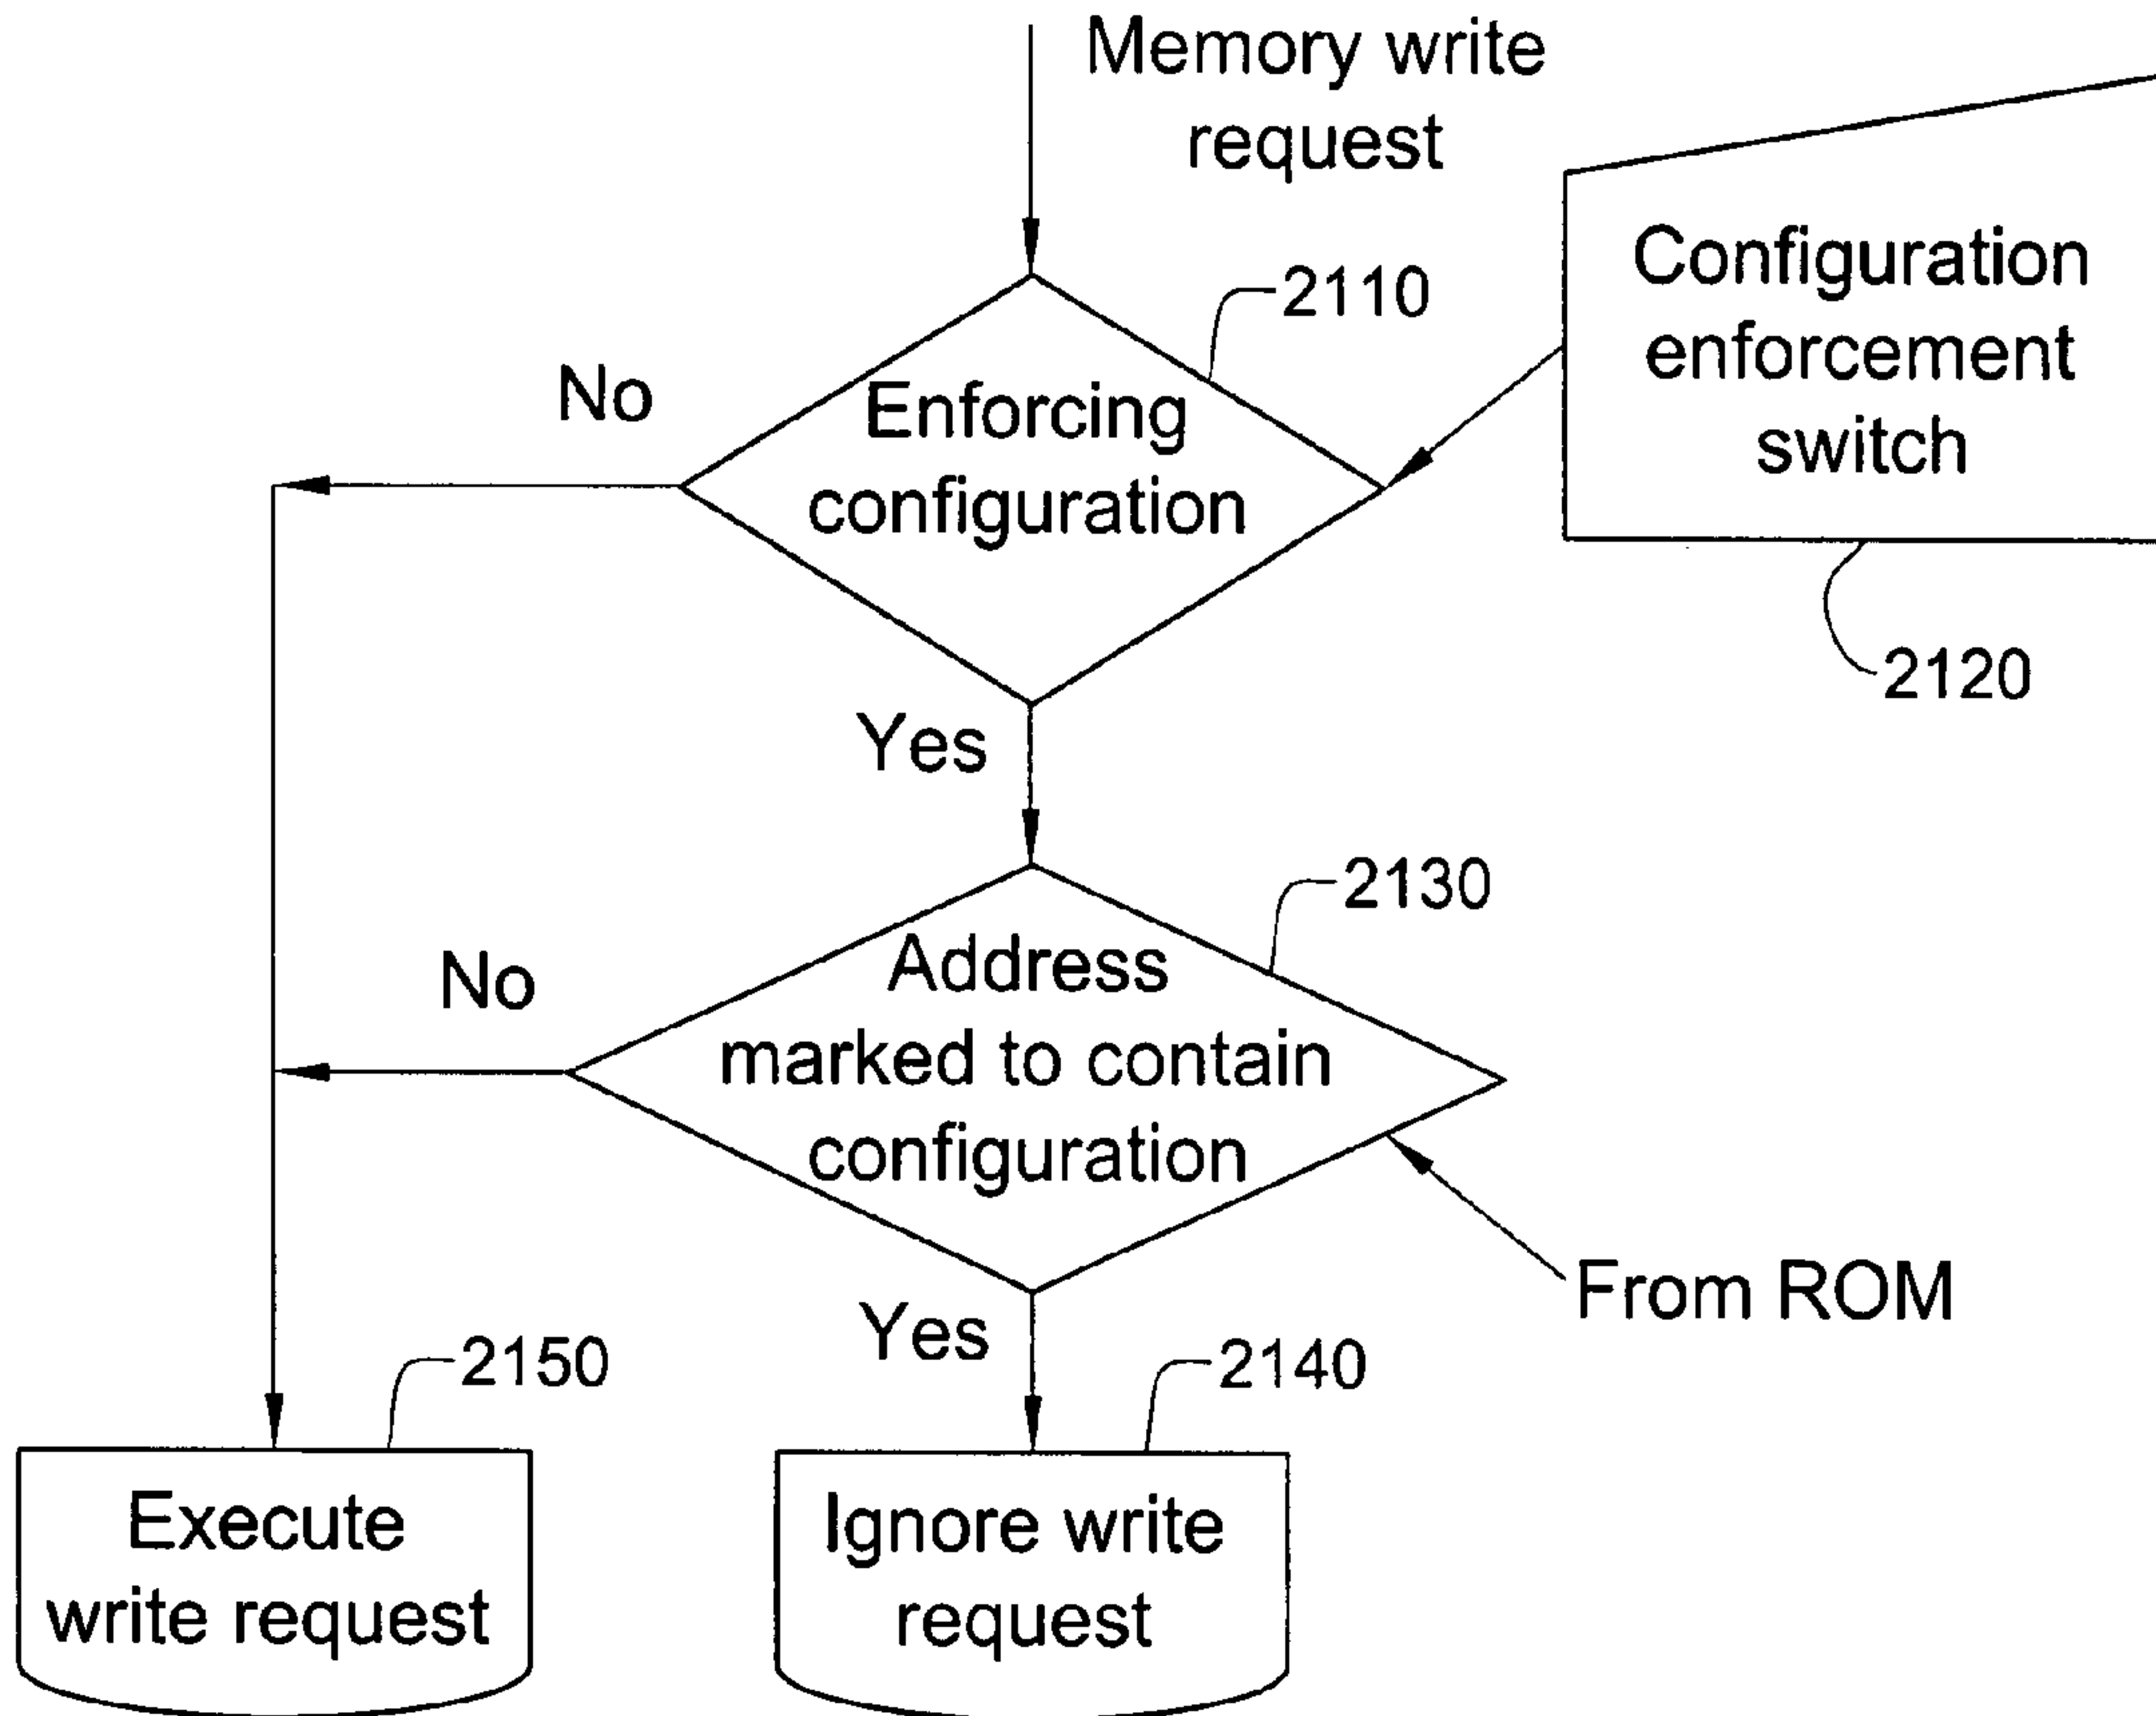 Memory write
request
2110
Configuration
enforcement
switch
2120
No
Enforcing
configuration
Yes
2130
No
Address
marked to contain
configuration
From ROM
Yes
2150
2140
Execute
write request
Ignore write
request